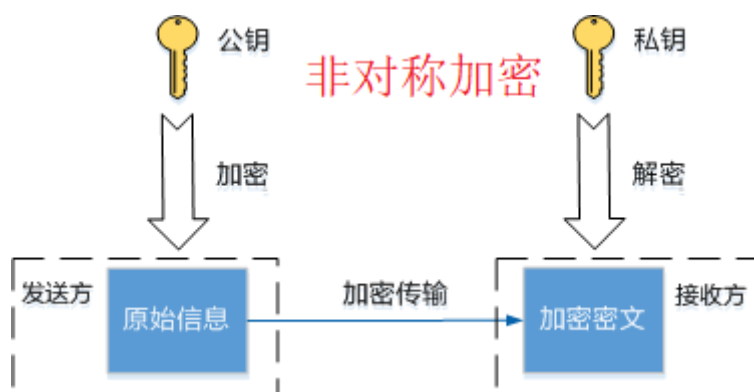 公钥
非对称加密
私钥
加密
解密
发送方
原始信息
加密传输
加密密文
接收方